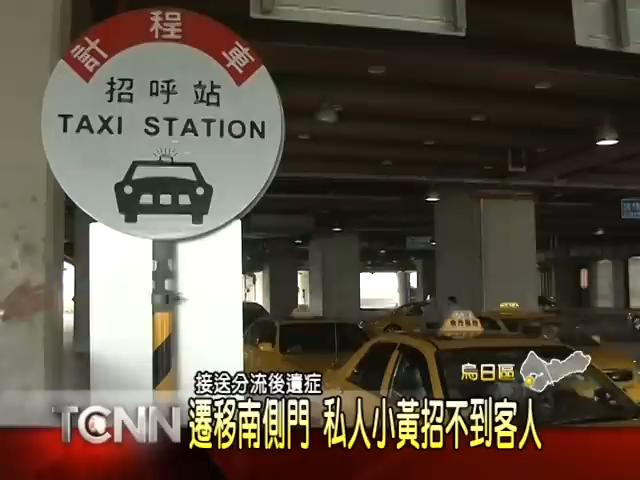 計程車
招呼站
TAXI STATION
烏日區
接送分流後遺症
TCNN
遷移南側門 私人小黃招不到客人